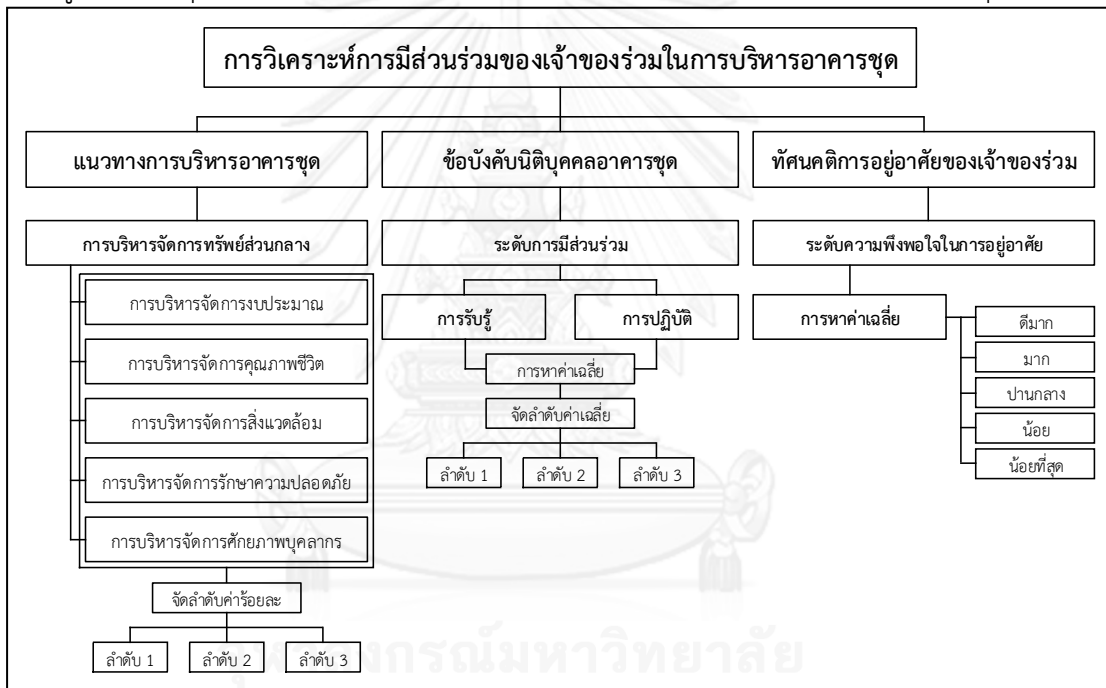 การวิเคราะห์การมีส่วนร่วมของเจ้าของร่วมในการบริหารอาคารชุด
แนวทางการบริหารอาคารชุด
ข้อบังคับนิติบุคคลอาคารชุด
ทัศนคติการอยู่อาศัยของเจ้าของร่วม
การบริหารจัดการทรัพย์ส่วนกลาง
ระดับการมีส่วนร่วม
ระดับความพึงพอใจในการอยู่อาศัย
การบริหารจัดการงบประมาณ
การบริหารจัดการคุณภาพชีวิต
การบริหารจัดการสิ่งแวดล้อม
การบริหารจัดการรักษาความปลอดภัย
การบริหารจัดการศักยภาพบุคลากร
จัดลำดับค่าร้อยละ
ลำดับ 1
ลำดับ 2
ลำดับ 3
การรับรู้
การปฏิบัติ
การหาค่าเฉลี่ย
จัดลำดับค่าเฉลี่ย
ลำดับ 1
ลำดับ 2
ลำดับ 3
การหาค่าเฉลี่ย
ดีมาก
มาก
ปานกลาง
น้อย
น้อยที่สุด